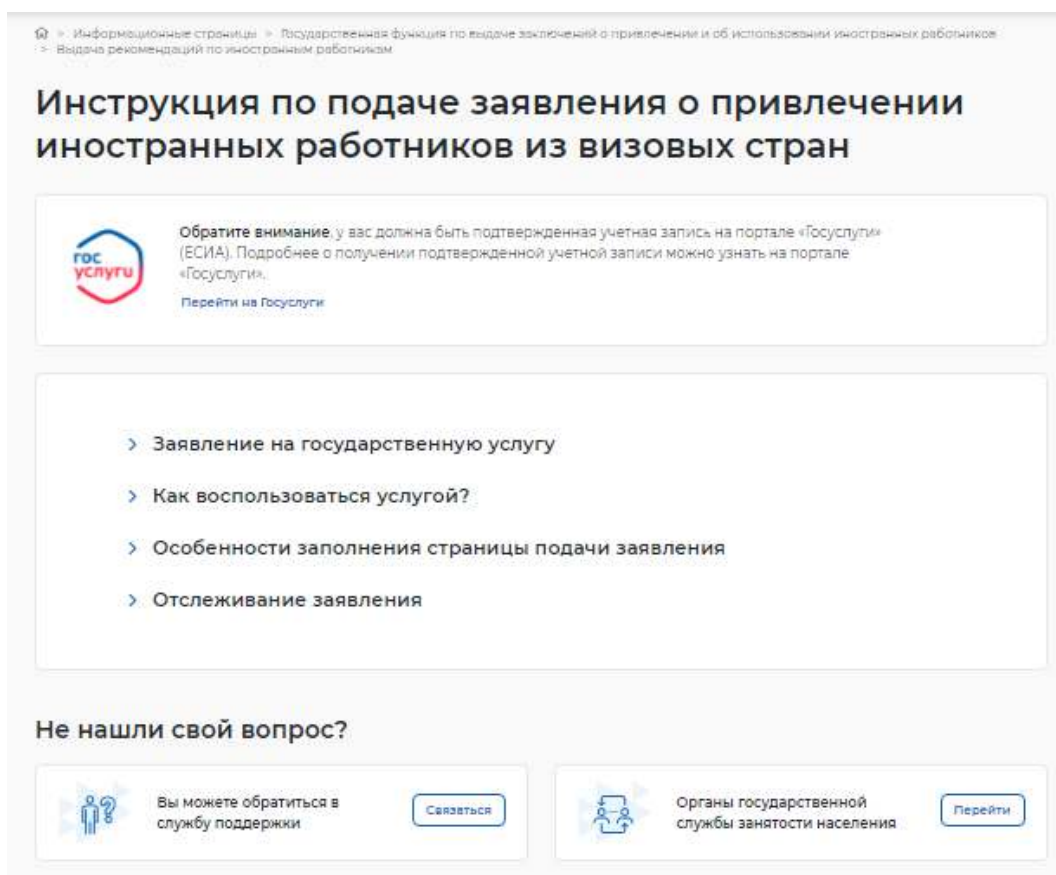 > Информационные страницы > Государственная функция по выдаче заключений о привлечении и об использовании иностранных работников
> Выдача рекомендаций по иностранным работникам
Инструкция по подаче заявления о привлечении
иностранных работников из визовых стран
гос
услуги
Обратите внимание, у вас должна быть подтвержденная учетная запись на портале «Госуслуги»
(ЕСИА). Подробнее о получении подтвержденной учетной записи можно узнать на портале
«Госуслуги».
Перейти на Госуслуги
> Заявление на государственную услугу
> Как воспользоваться услугой?
> Особенности заполнения страницы подачи заявления
> Отслеживание заявления
Не нашли свой вопрос?
Вы можете обратиться в
службу поддержки
Связаться
Органы государственной
службы занятости населения
Перейти